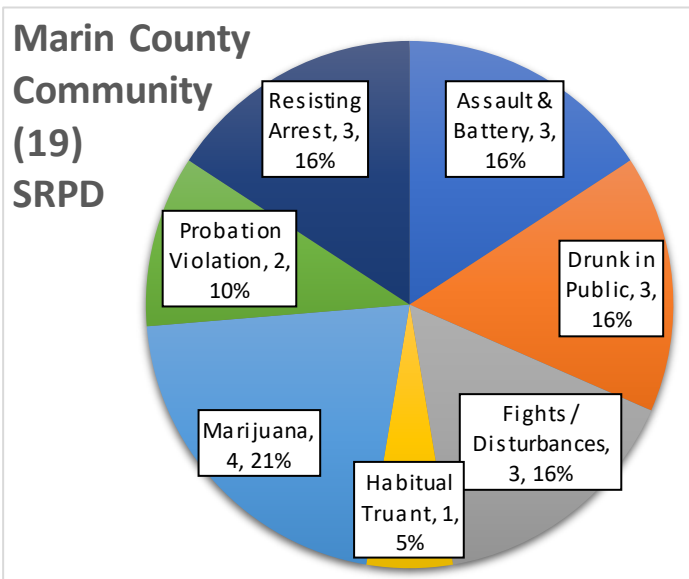 Marin County
Community
(19)
SRPD
Resisting
Arrest, 3,
16%
Assault &
Battery, 3,
16%
Probation
Violation, 2,
10%
Drunk in
Public, 3,
16%
Marijuana,
4, 21%
Fights /
Disturbances,
3, 16%
Habitual
Truant, 1,
5%